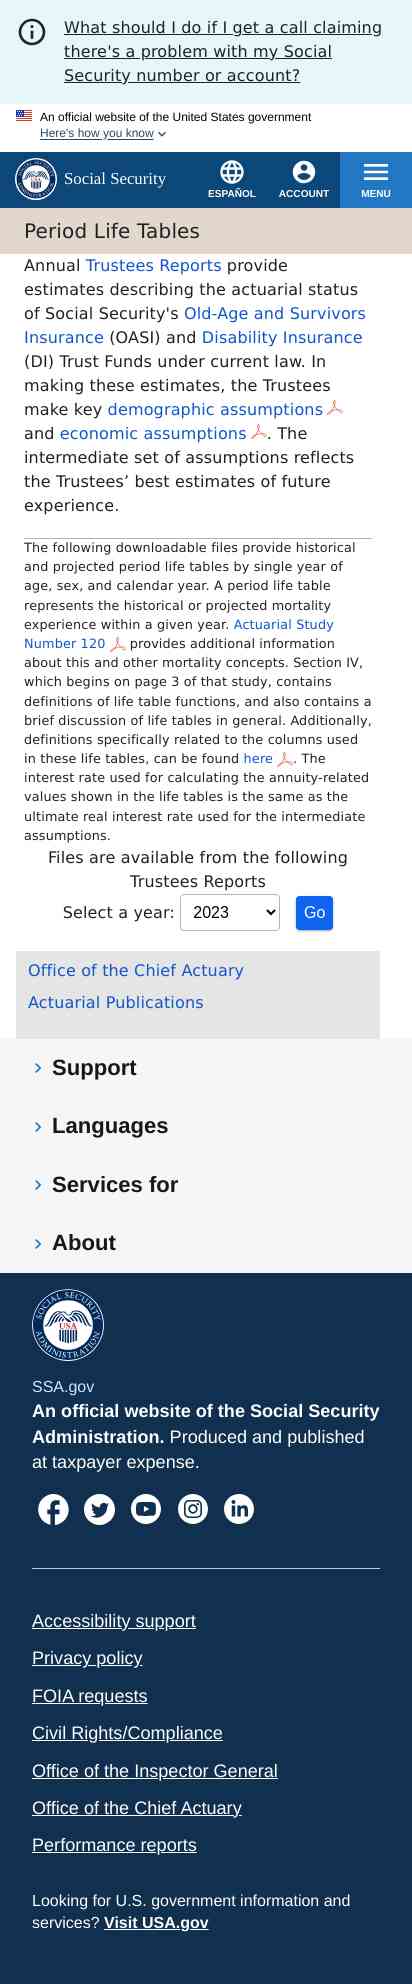 What should I do if I get a call claiming
there's a problem with my Social
Security number or account?
An official website of the United States government
Here's how you know
Social Security
ESPAÑOL
ACCOUNT
MENU
Period Life Tables
Annual Trustees Reports provide
estimates describing the actuarial status
of Social Security's Old-Age and Survivors
Insurance (OASI) and Disability Insurance
(DI) Trust Funds under current law. In
making these estimates, the Trustees
make key demographic assumptions
and economic assumptions. The
intermediate set of assumptions reflects
the Trustees’ best estimates of future
experience.
The following downloadable files provide historical
and projected period life tables by single year of
age, sex, and calendar year. A period life table
represents the historical or projected mortality
experience within a given year. Actuarial Study
Number 120 provides additional information
about this and other mortality concepts. Section IV,
which begins on page 3 of that study, contains
definitions of life table functions, and also contains a
brief discussion of life tables in general. Additionally,
definitions specifically related to the columns used
in these life tables, can be found here. The
interest rate used for calculating the annuity-related
values shown in the life tables is the same as the
ultimate real interest rate used for the intermediate
assumptions.
Files are available from the following
Trustees Reports
Select a year: 2023 Go
Office of the Chief Actuary
Actuarial Publications
Support
Languages
Services for
About
SOCIAL SECURITY
USA
ADMINISTRATION
SSA.gov
An official website of the Social Security
Administration. Produced and published
at taxpayer expense.
Accessibility support
Privacy policy
FOIA requests
Civil Rights/Compliance
Office of the Inspector General
Office of the Chief Actuary
Performance reports
Looking for U.S. government information and
services? Visit USA.gov